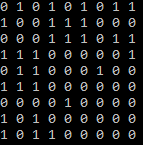 0 1 0 1 0 1 0 1 1
1 0 0 1 1 1 0 0 0
0 0 0 1 1 1 0 1 1
1 1 1 0 0 0 0 0 1
0 1 1 0 0 0 1 0 0
1 1 1 0 0 0 0 0 0
0 0 0 0 1 0 0 0 0
1 0 1 0 0 0 0 0 0
1 0 1 1 0 0 0 0 0